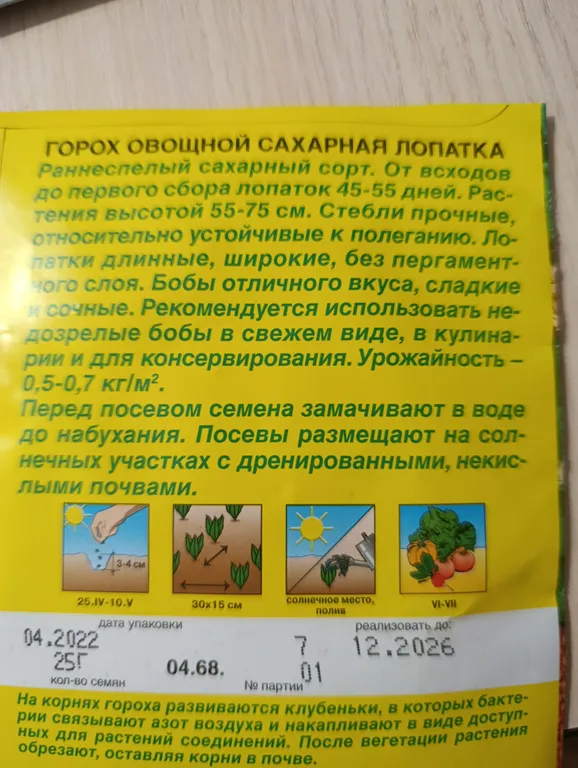 ГОРОХ ОВОЩНОЙ САХАРНАЯ ЛОПАТКА
Раннеспелый сахарный сорт. От всходов
до первого сбора лопаток 45-55 дней. Рас-
тения высотой 55-75 см. Стебли прочные,
относительно устойчивые к полеганию. Ло-
патки длинные, широкие, без пергамент-
ного слоя. Бобы отличного вкуса, сладкие
и сочные. Рекомендуется использовать не-
дозрелые бобы в свежем виде, в кулина-
рии и для консервирования. Урожайность –
0,5-0,7 кг/м².
Перед посевом семена замачивают в воде
до набухания. Посевы размещают на сол-
нечных участках с дренированными, некис-
лыми почвами.
3-4 см
25.IV-10.V
30х15 см
солнечное место,
полив
VI-VII
дата упаковки
реализовать до:
04.2022
7
12.2026
25Г
04.68.
01
кол-во семян
№ партии
На корнях гороха развиваются клубеньки, в которых бакте-
рии связывают азот воздуха и накапливают в виде доступ-
ных для растений соединений. После вегетации растения
обрезают, оставляя корни в почве.